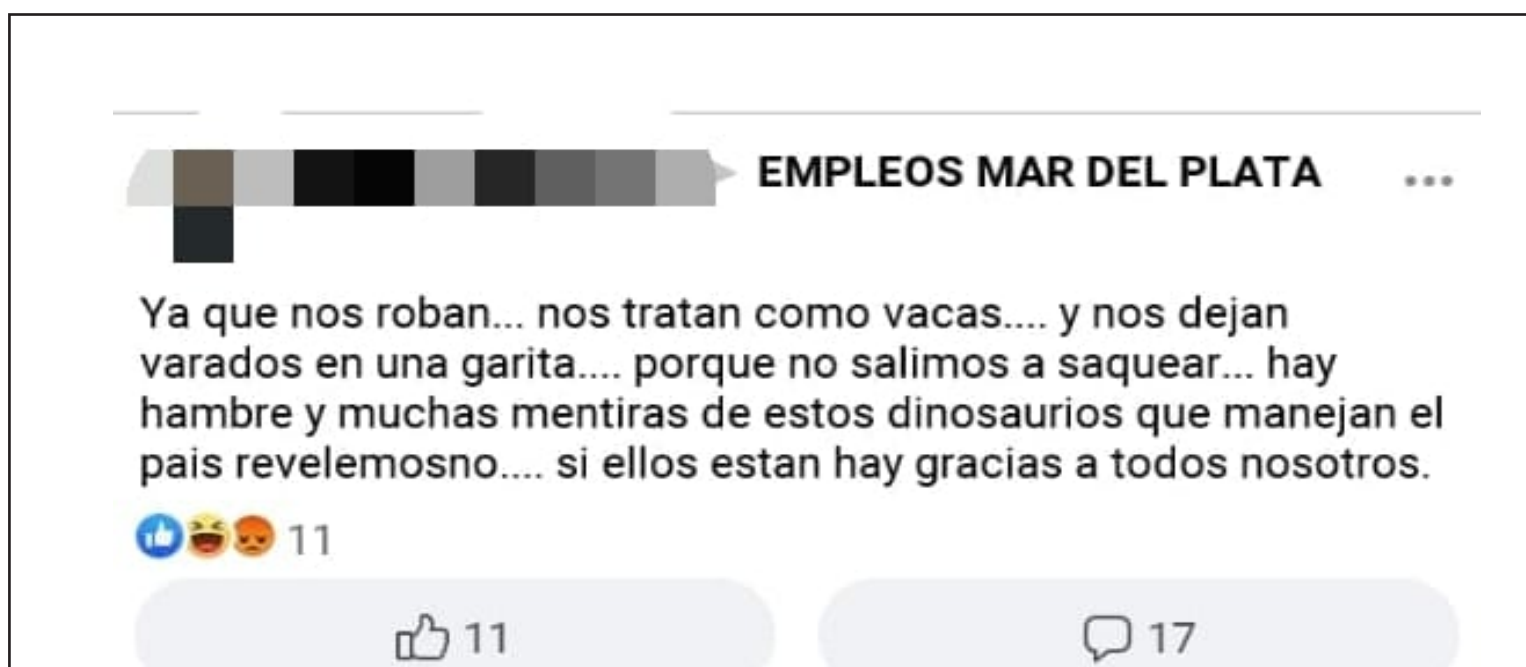 EMPLEOS MAR DEL PLATA
Ya que nos roban... nos tratan como vacas.... y nos dejan
varados en una garita.... porque no salimos a saquear... hay
hambre y muchas mentiras de estos dinosaurios que manejan el
pais revelemosno.... si ellos estan hay gracias a todos nosotros.
11
11 17